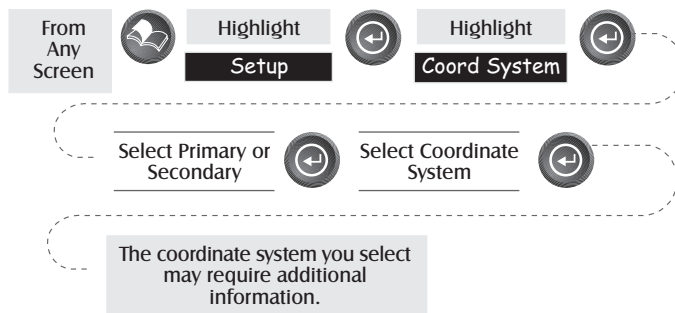 From
Any
Screen
Highlight
Setup
Highlight
Coord System
Select Primary or
Secondary
Select Coordinate
System
The coordinate system you select
may require additional
information.